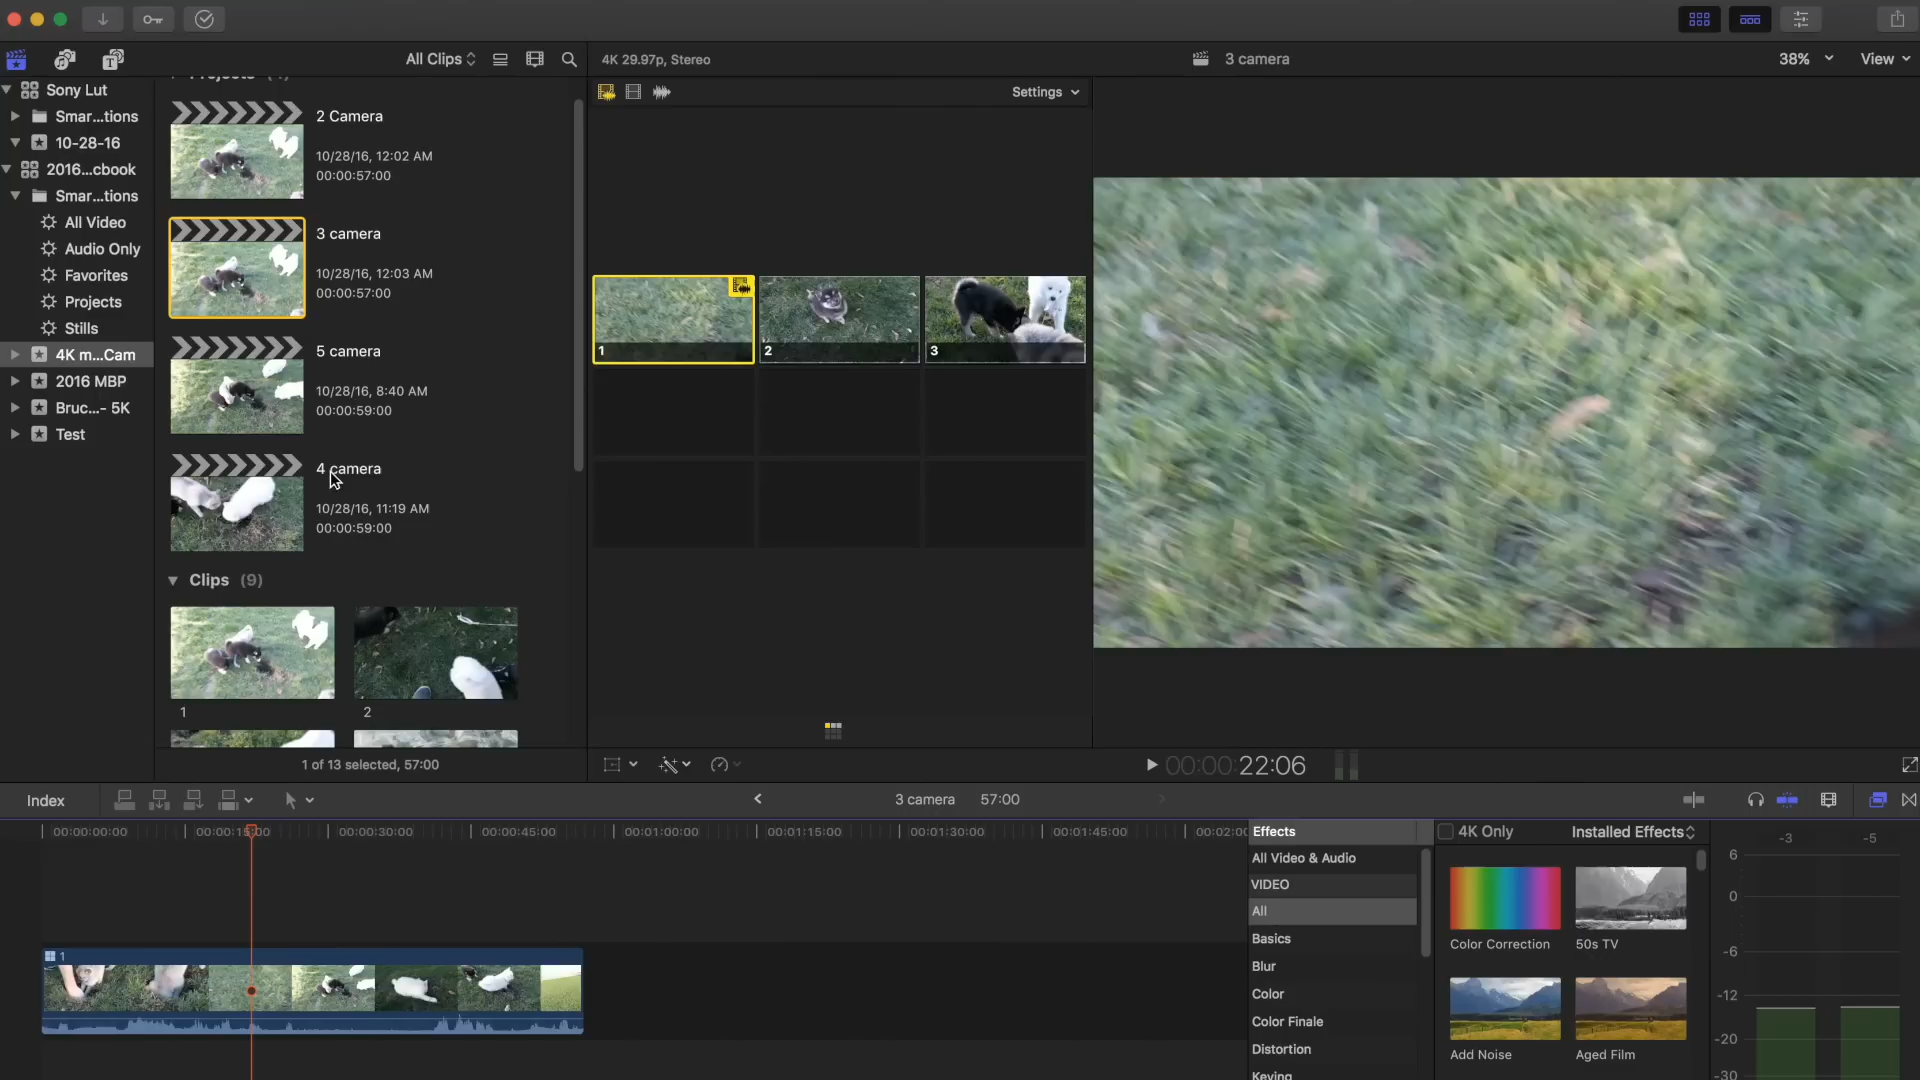 All Clips
4K 29.97p, Stereo
3 camera
38%
View
Sony Lut
Smar...tions
10-28-16
2016...cbook
Smar...tions
All Video
Audio Only
Favorites
Projects
Stills
4K m...Cam
2016 MBP
Bruc...- 5K
Test
2 Camera
10/28/16, 12:02 AM
00:00:57:00
3 camera
10/28/16, 12:03 AM
00:00:57:00
5 camera
10/28/16, 8:40 AM
00:00:59:00
4 camera
10/28/16, 11:19 AM
00:00:59:00
Clips (9)
1
2
1 of 13 selected, 57:00
Settings
1
2
3
00:00:22:06
Index
3 camera 57:00
00:00:00:00
00:00:15:00
00:00:30:00
00:00:45:00
00:01:00:00
00:01:15:00
00:01:30:00
00:01:45:00
00:02:0
1
Effects
All Video & Audio
VIDEO
All
Basics
Blur
Color
Color Finale
Distortion
Keying
4K Only
Installed Effects
Color Correction
50s TV
Add Noise
Aged Film
-3
-5
6
0
-6
-12
-20
-30